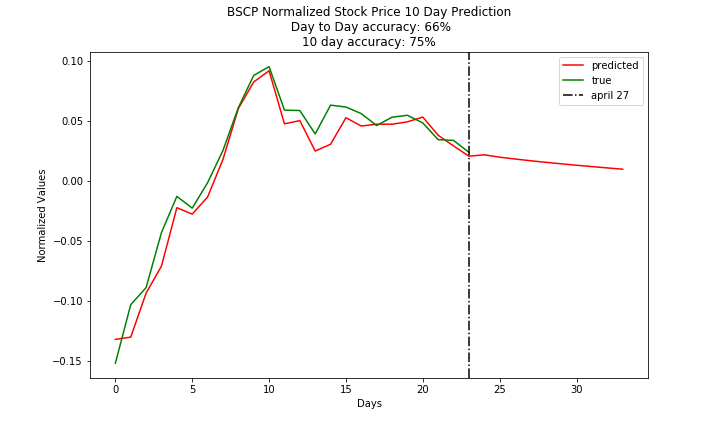 BSCP Normalized Stock Price 10 Day Prediction
Day to Day accuracy: 66%
10 day accuracy: 75%
predicted
true
april 27
0.10
0.05
0.00
−0.05
−0.10
−0.15
Normalized Values
0 5 10 15 20 25 30
Days